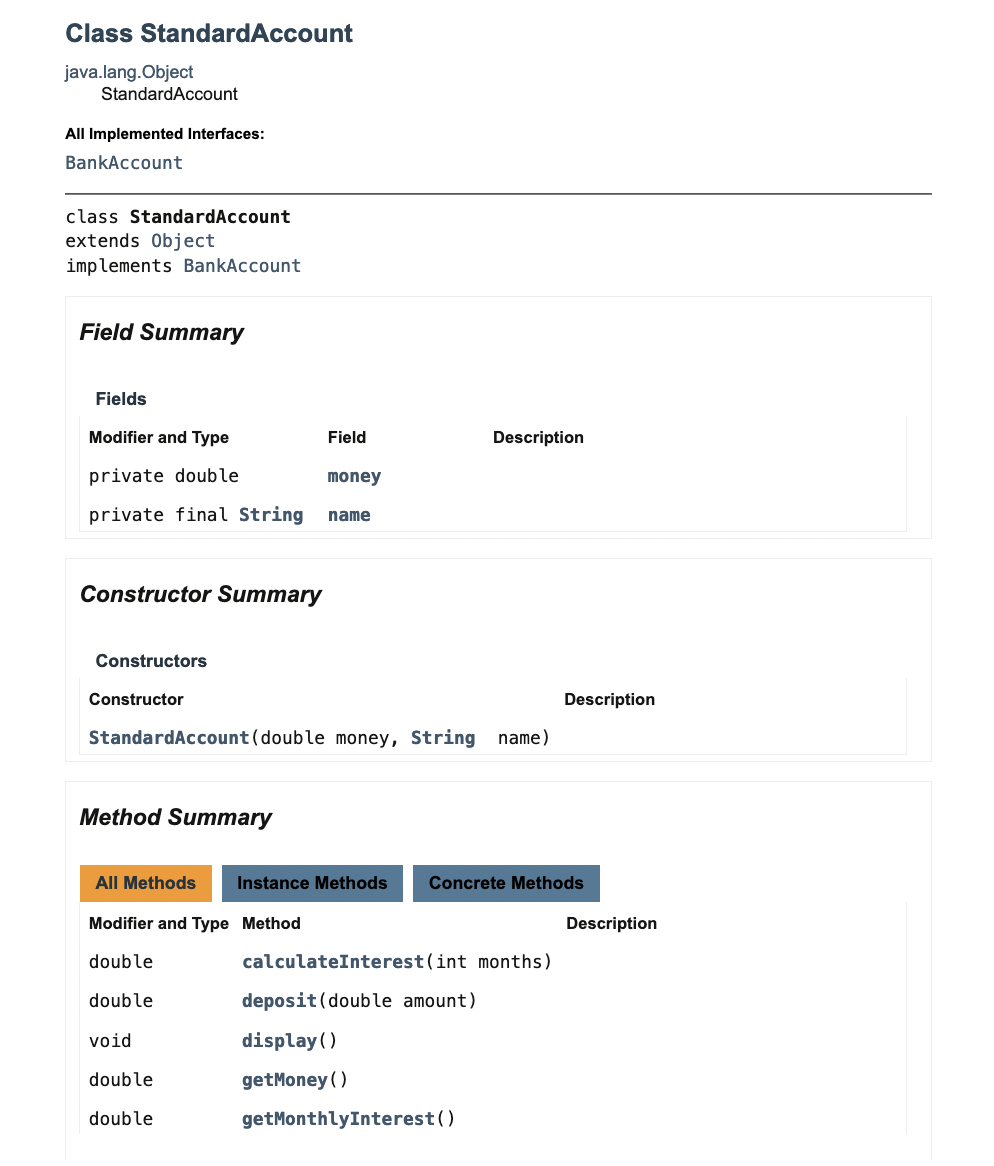 Class StandardAccount
java.lang.Object
StandardAccount
All Implemented Interfaces:
BankAccount
class StandardAccount
extends Object
implements BankAccount
Field Summary
Fields
Modifier and Type Field Description
private double money
private final String name
Constructor Summary
Constructors
Constructor Description
StandardAccount(double money, String name)
Method Summary
All Methods Instance Methods Concrete Methods
Modifier and Type Method Description
double calculateInterest(int months)
double deposit(double amount)
void display()
double getMoney()
double getMonthlyInterest()